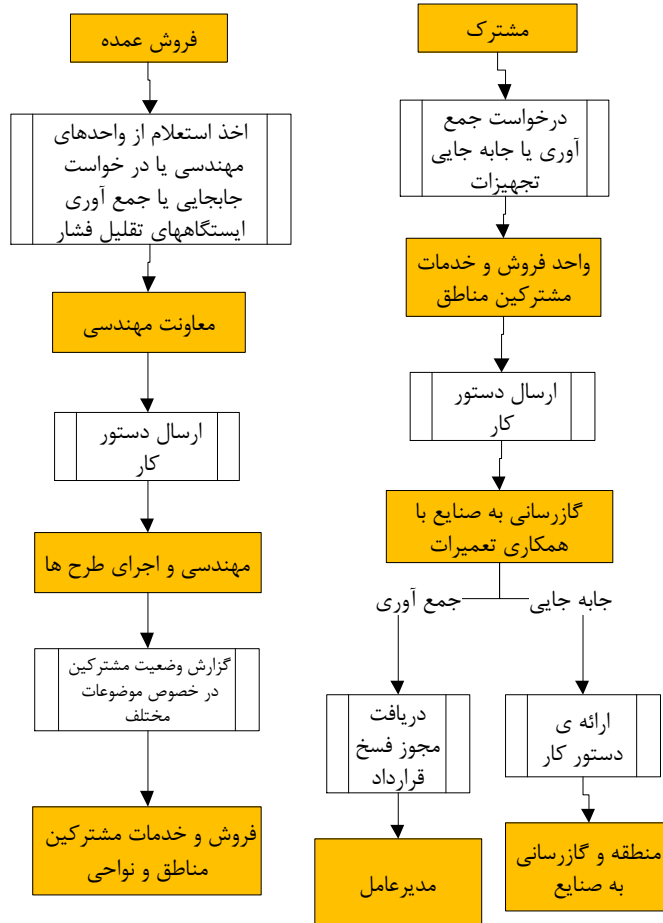 مشترک
درخواست جمع
آوری یا جابه جایی
تجهیزات
واحد فروش و خدمات
مشترکین مناطق
ارسال دستور
کار
گازرسانی به صنایع با
همکاری تعمیرات
جابه جایی
ارائه ی
دستور کار
منطقه و گازرسانی
به صنایع
جمع آوری
دریافت
مجوز فسخ
قرارداد
مدیرعامل
فروش عمده
اخذ استعلام از واحدهای
مهندسی یا در خواست
جابجایی یا جمع آوری
ایستگاههای تقلیل فشار
معاونت مهندسی
ارسال دستور
کار
مهندسی و اجرای طرح ها
گزارش وضعیت مشترکین
در خصوص موضوعات
مختلف
فروش و خدمات مشترکین
مناطق و نواحی